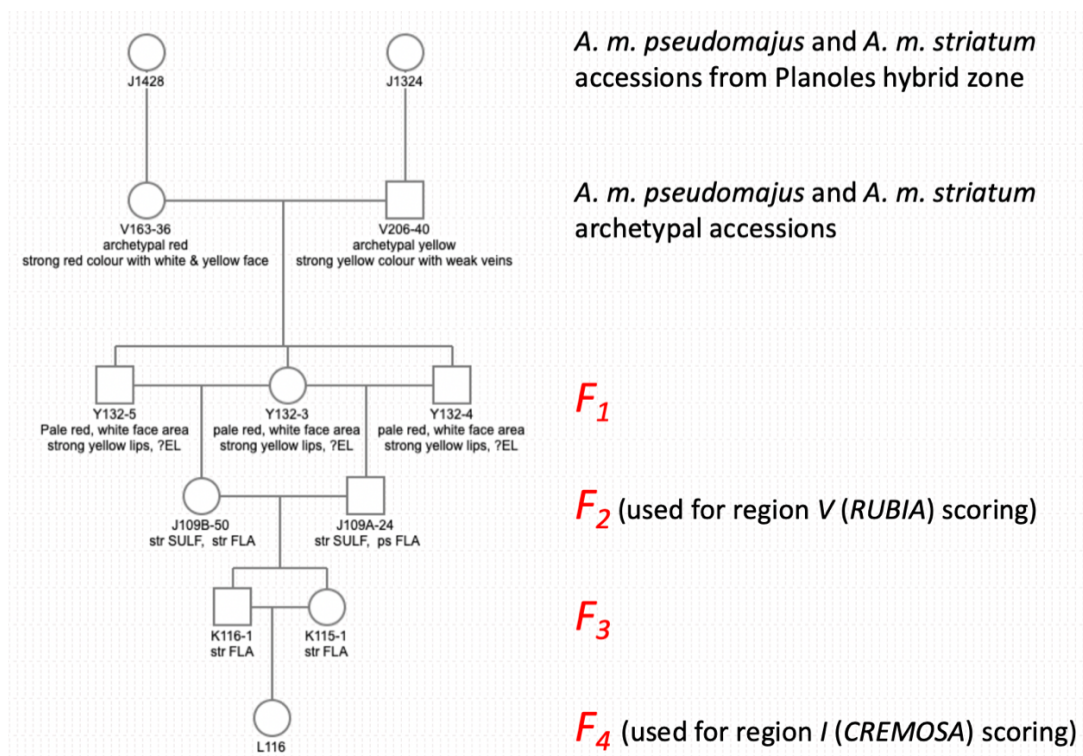 J1428
J1324
A. m. pseudomajus and A. m. striatum
accessions from Planoles hybrid zone
V163-36
archetypal red
strong red colour with white & yellow face
V206-40
archetypal yellow
strong yellow colour with weak veins
A. m. pseudomajus and A. m. striatum
archetypal accessions
Y132-5
Pale red, white face area
strong yellow lips, ?EL
Y132-3
pale red, white face area
strong yellow lips, ?EL
Y132-4
pale red, white face area
strong yellow lips, ?EL
F1
J109B-50
str SULF, str FLA
J109A-24
str SULF, ps FLA
F2 (used for region V (RUBIA) scoring)
K116-1
str FLA
K115-1
str FLA
F3
L116
F4 (used for region I (CREMOSA) scoring)